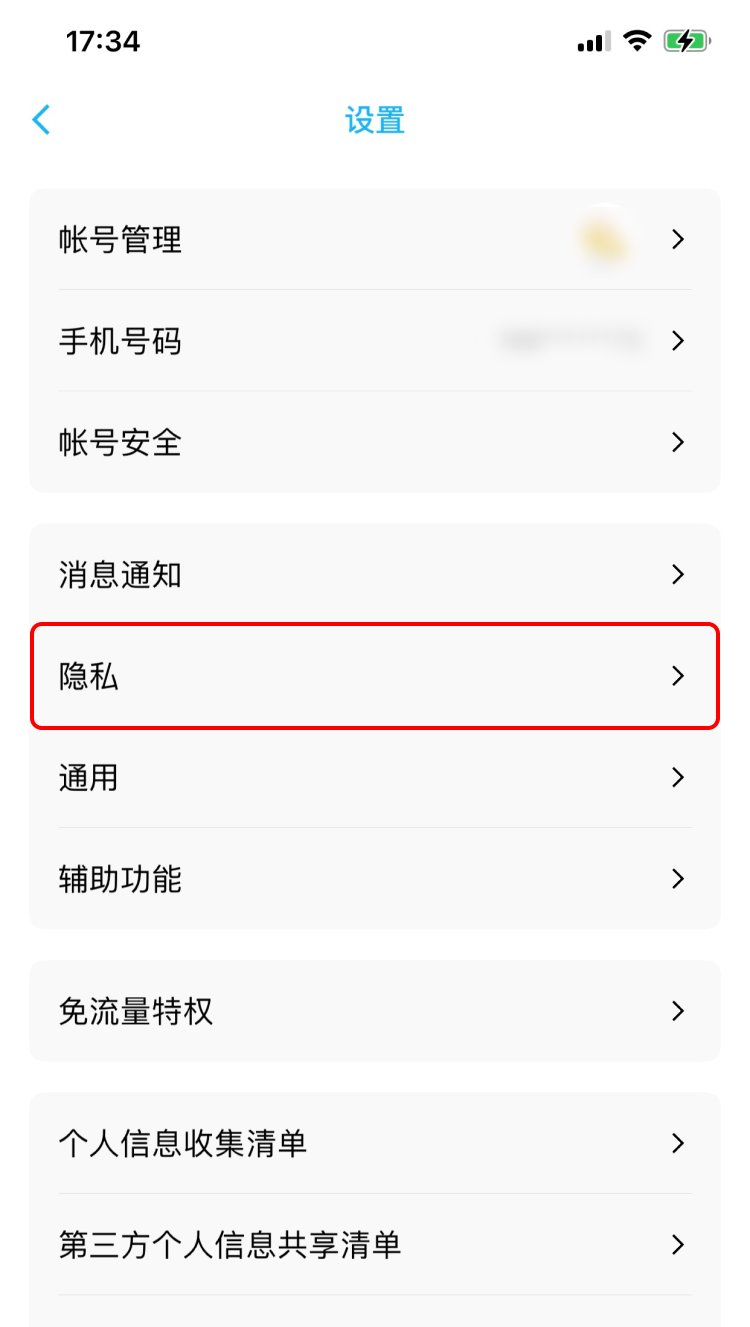 17:34
设置
帐号管理
手机号码
帐号安全
消息通知
隐私
通用
辅助功能
免流量特权
个人信息收集清单
第三方个人信息共享清单